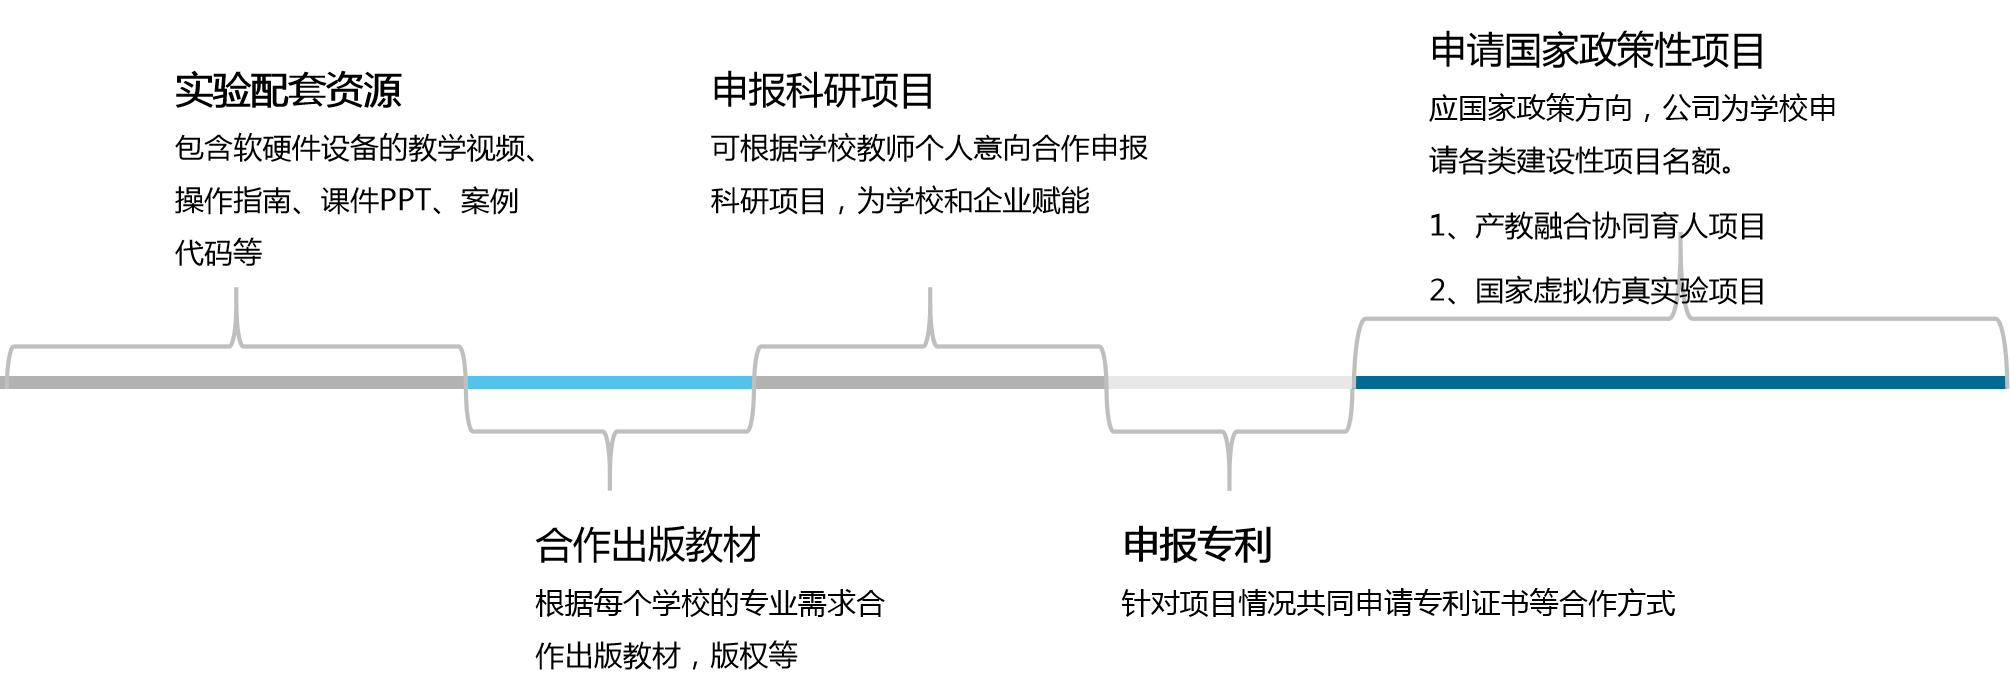 实验配套资源
包含软硬件设备的教学视频、
操作指南、课件PPT、案例
代码等
合作出版教材
根据每个学校的专业需求合
作出版教材，版权等
申报科研项目
可根据学校教师个人意向合作申报
科研项目，为学校和企业赋能
申报专利
针对项目情况共同申请专利证书等合作方式
申请国家政策性项目
应国家政策方向，公司为学校申
请各类建设性项目名额。
1、产教融合协同育人项目
2、国家虚拟仿真实验项目